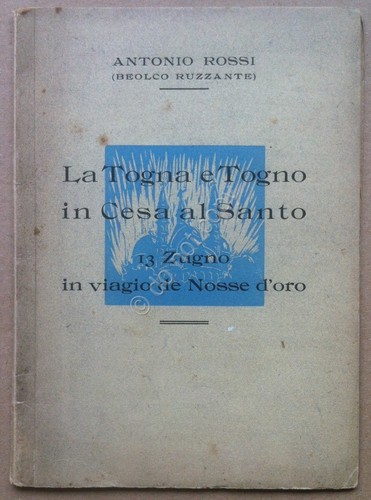 ANTONIO ROSSI
(BEOLCO RUZZANTE)
La Togna e Togno
in Cesa al Santo
13 Zugno
in viagio de Nosse d'oro